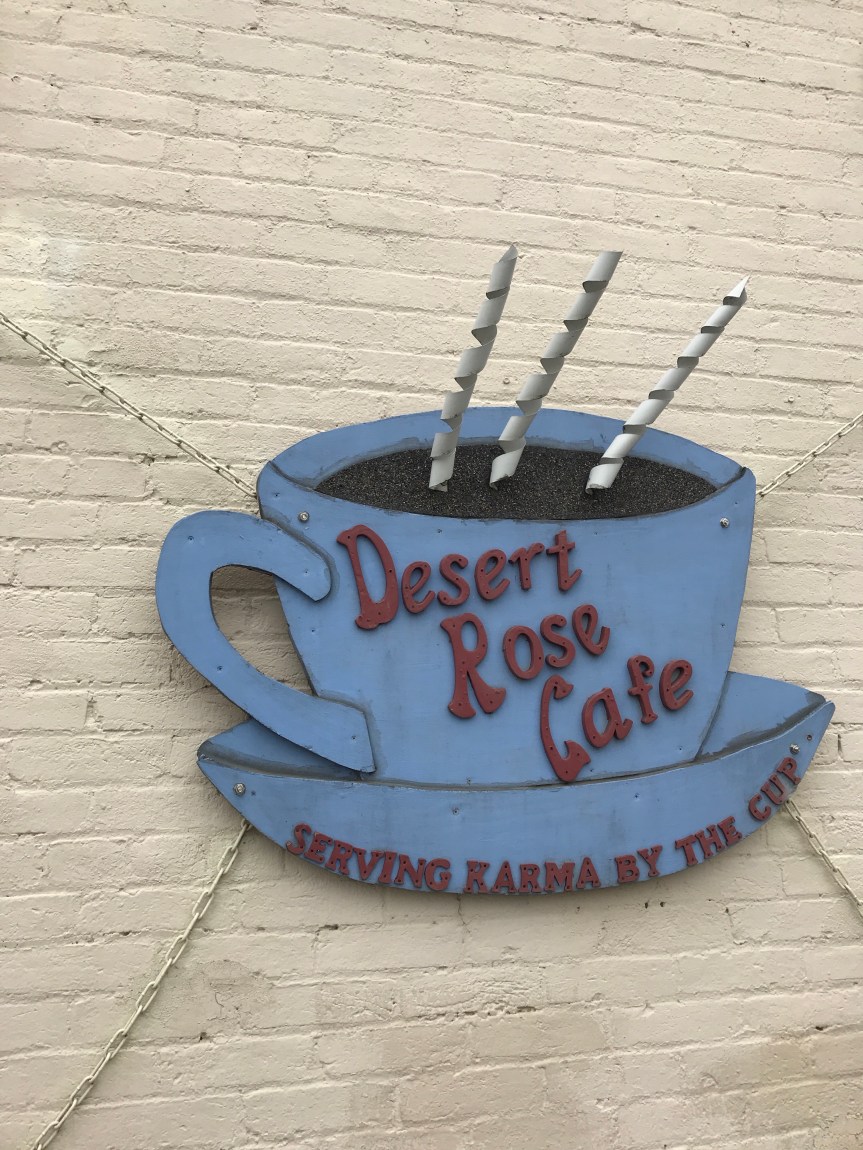 Desert
Rose
Cafe
SERVING KARMA BY THE CUP